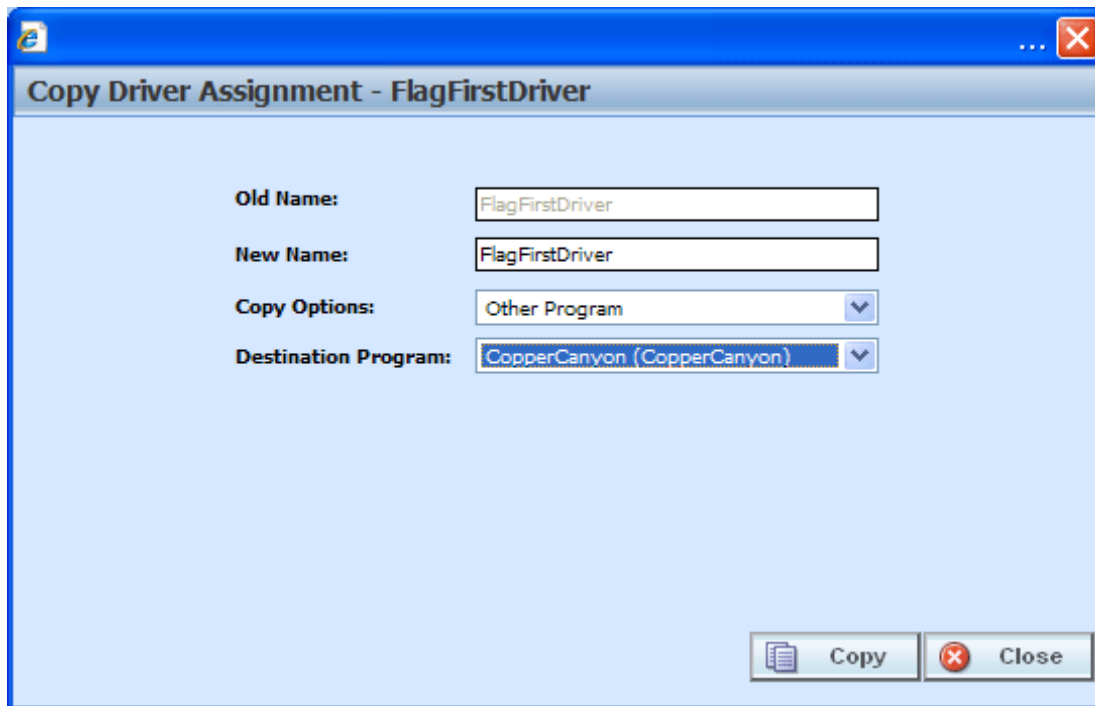 ...
Copy Driver Assignment - FlagFirstDriver
Old Name: FlagFirstDriver
New Name: FlagFirstDriver
Copy Options: Other Program
Destination Program: CopperCanyon (CopperCanyon)
Copy Close